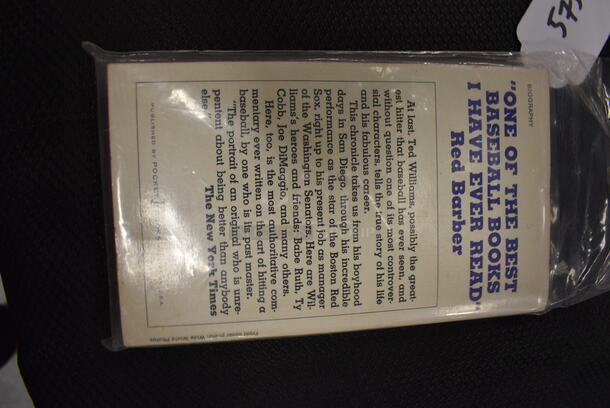 575
BIOGRAPHY
"ONE OF THE BEST
BASEBALL BOOKS
I HAVE EVER READ"
Red Barber
At last, Ted Williams, possibly the great-
est hitter that baseball has ever seen, and
without question one of its most controver-
sial characters, tells the true story of his life
and his fabulous career.
This chronicle takes us from his boyhood
days in San Diego, through his incredible
performance as the star of the Boston Red
Sox, right up to his present job as manager
of the Washington Senators. Here are Wil-
liams's heroes and friends: Babe Ruth, Ty
Cobb, Joe DiMaggio, and many others.
Here, too, is the most authoritative com-
mentary ever written on the art of hitting a
baseball, by one who is its past master.
"The portrait of an original who is unre-
pentent about being better than anybody
else."
The New York Times
PUBLISHED BY POCKET
Front cover photo: Wide World Photos